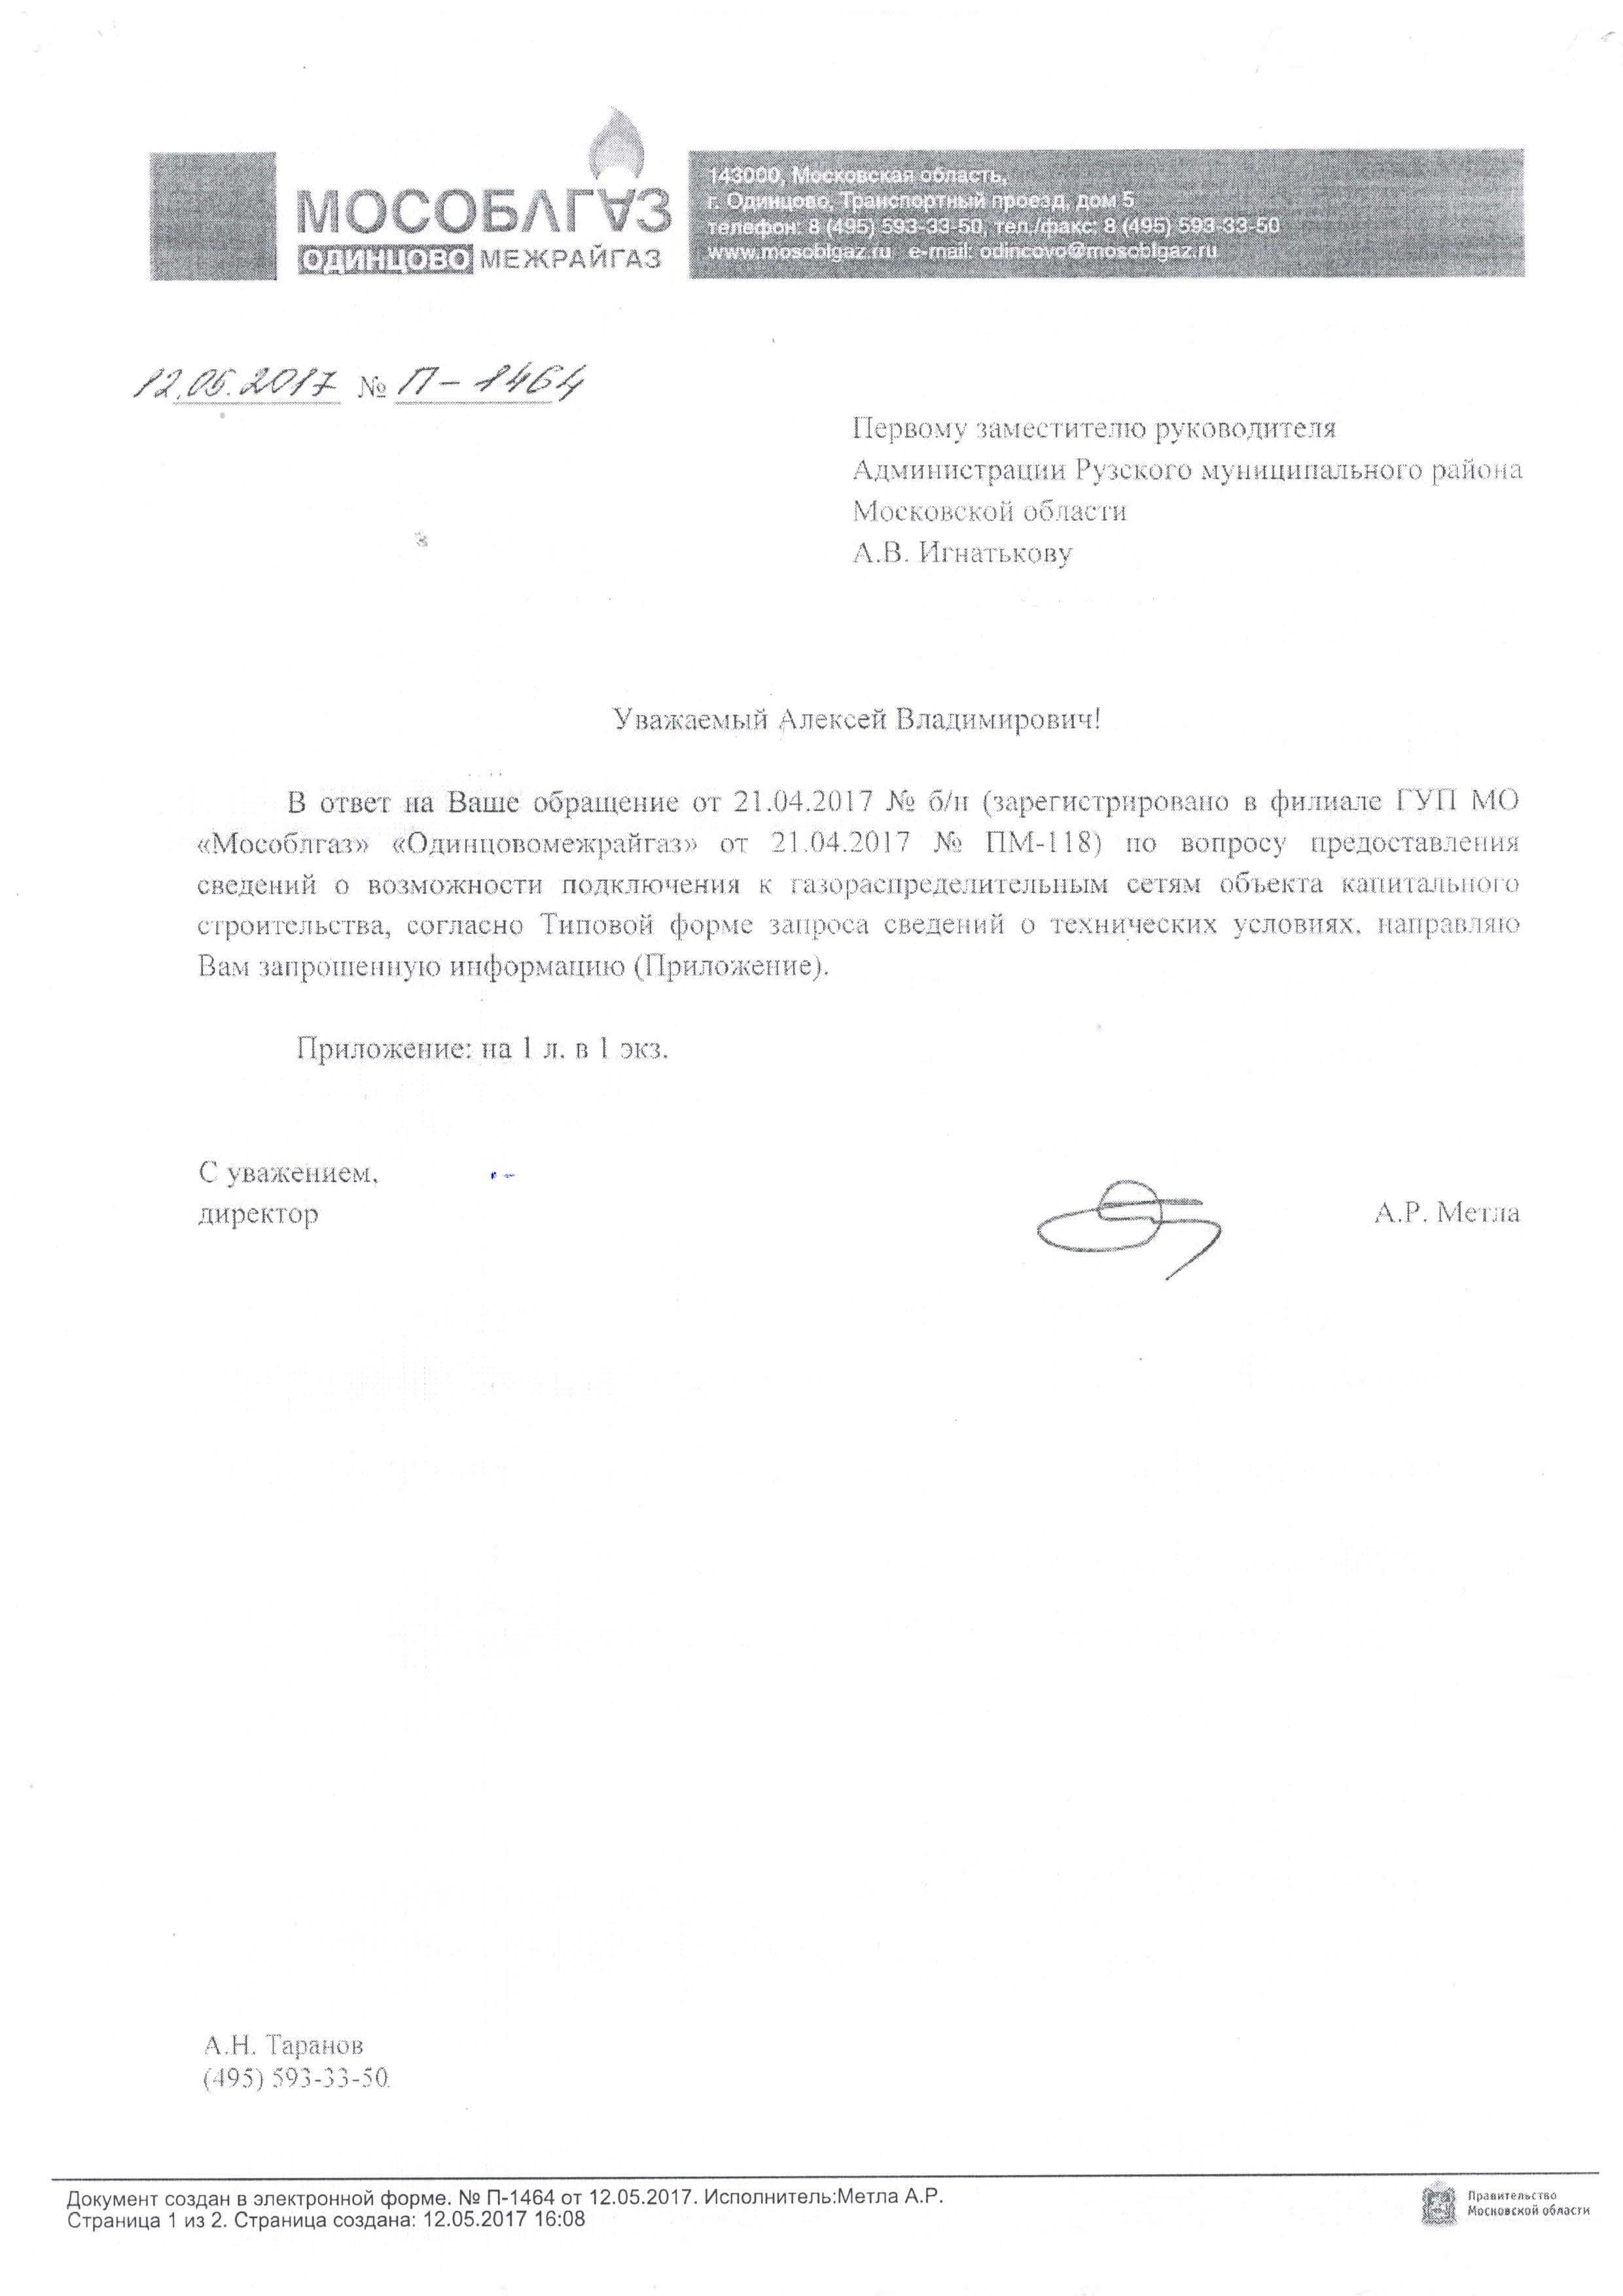 МОСОБЛГАЗ
ОДИНЦОВО МЕЖРАЙГАЗ
143000, Московская область,
г. Одинцово, Транспортный проезд, дом 5
телефон: 8 (495) 593-33-50, тел./факс: 8 (495) 593-33-50
www.mosoblgaz.ru e-mail: odincovo@mosoblgaz.ru
12.05.2017 № П-1464
Первому заместителю руководителя
Администрации Рузского муниципального района
Московской области
А.В. Игнатькову
Уважаемый Алексей Владимирович!
В ответ на Ваше обращение от 21.04.2017 № б/н (зарегистрировано в филиале ГУП МО
«Мособлгаз» «Одинцовомежрайгаз» от 21.04.2017 № ПМ-118) по вопросу предоставления
сведений о возможности подключения к газораспределительным сетям объекта капитального
строительства, согласно Типовой форме запроса сведений о технических условиях, направляю
Вам запрошенную информацию (Приложение).
Приложение: на 1 л. в 1 экз.
С уважением,
директор
А.Р. Метла
А.Н. Таранов
(495) 593-33-50
Документ создан в электронной форме. № П-1464 от 12.05.2017. Исполнитель:Метла А.Р.
Страница 1 из 2. Страница создана: 12.05.2017 16:08
Правительство
Московской области